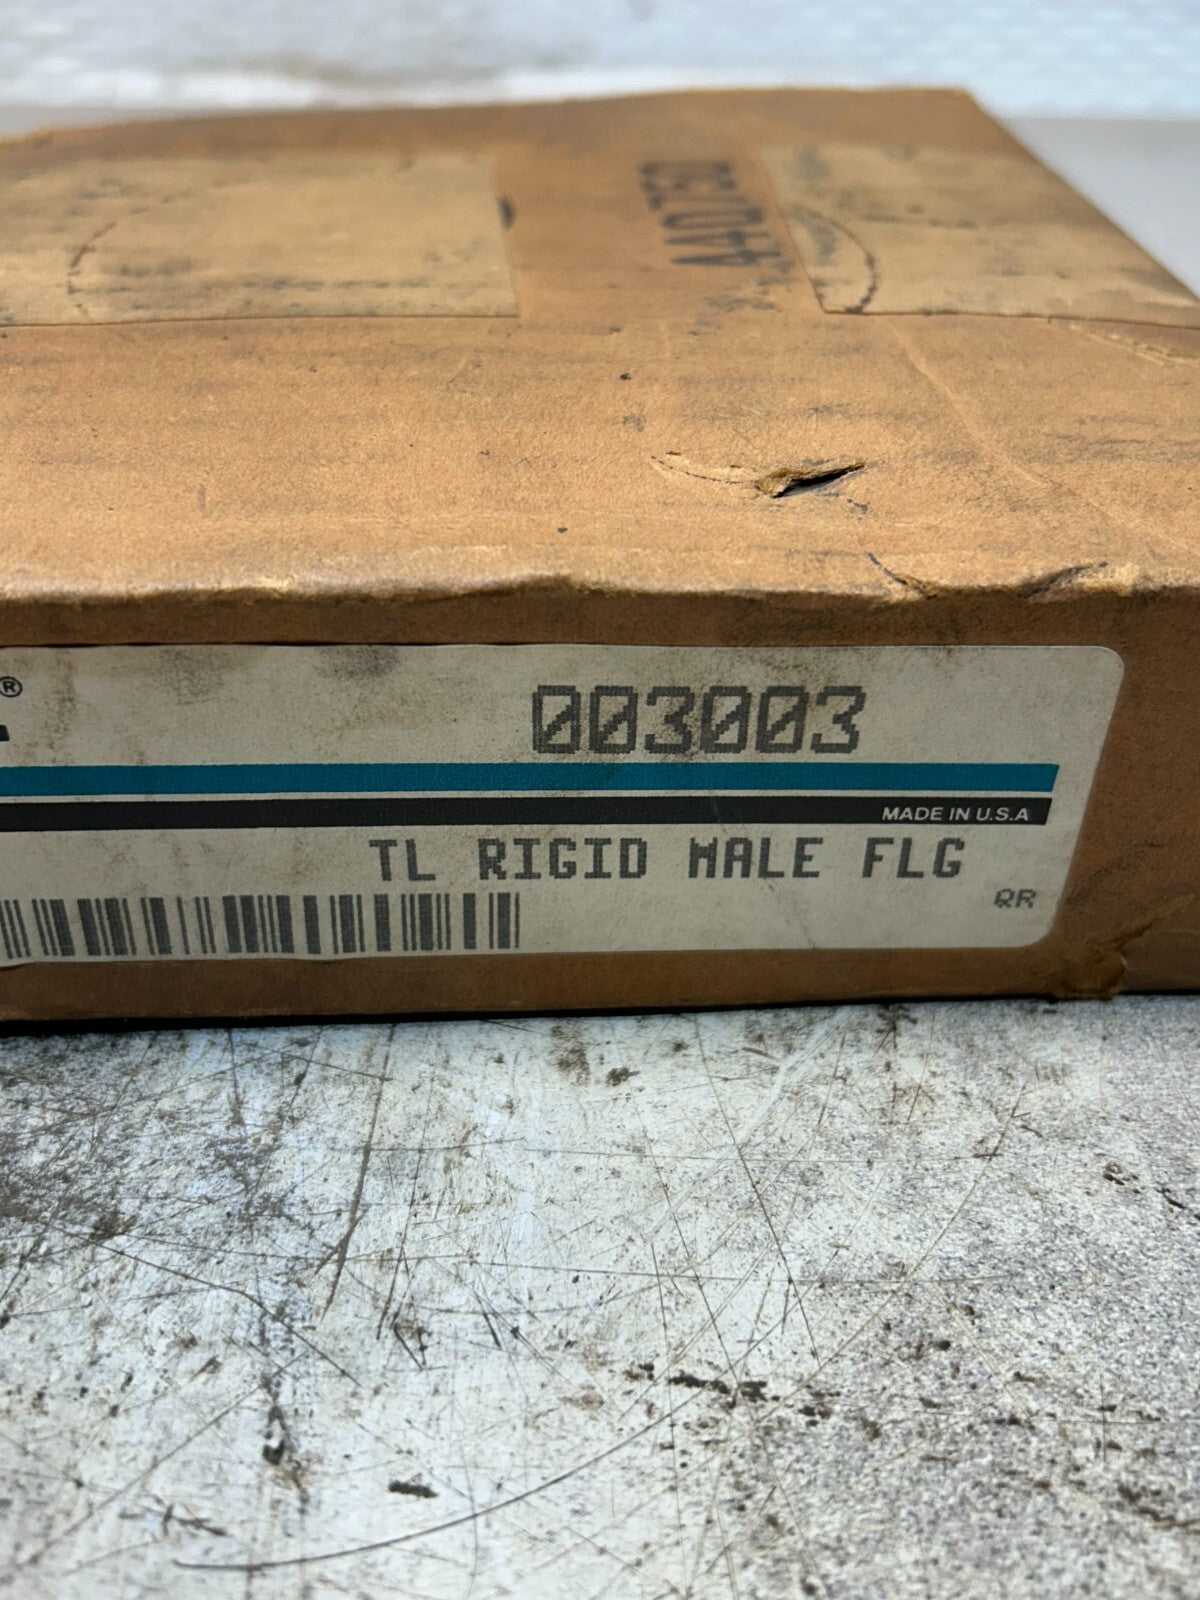 ®
003003
MADE IN U.S.A
TL RIGID MALE FLG
QR